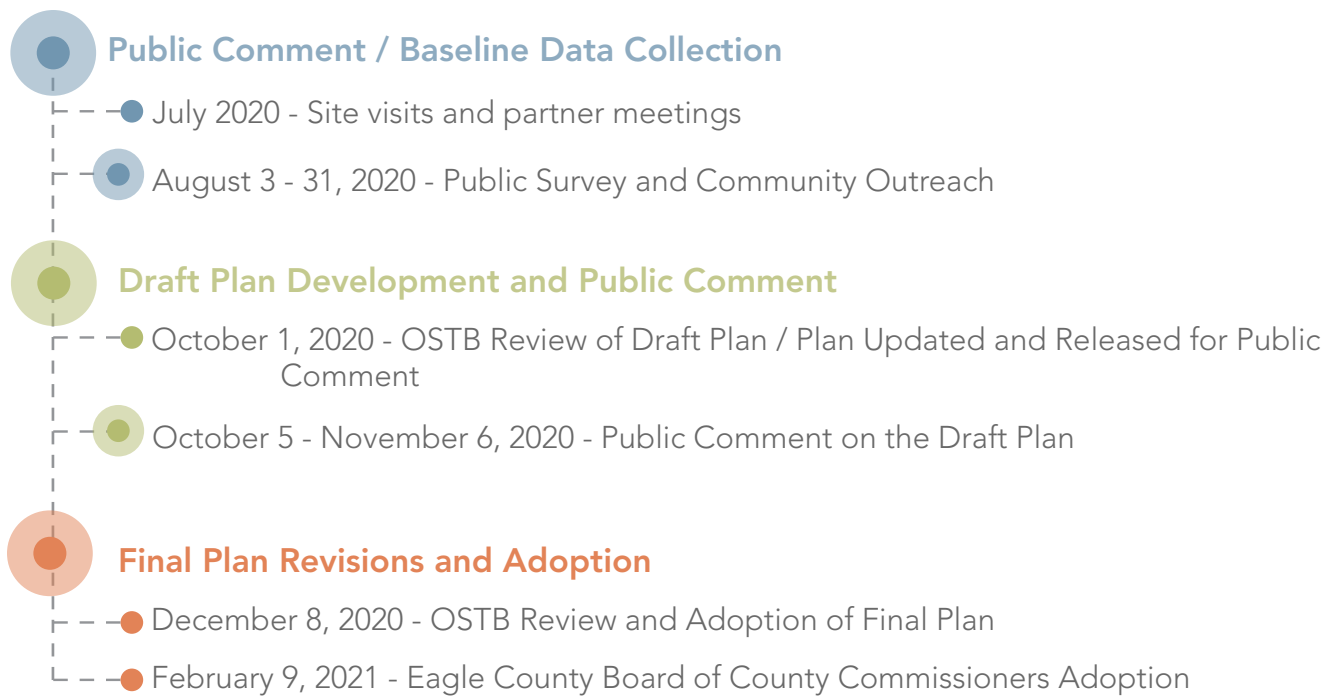 Public Comment / Baseline Data Collection
July 2020 - Site visits and partner meetings
August 3 - 31, 2020 - Public Survey and Community Outreach
Draft Plan Development and Public Comment
October 1, 2020 - OSTB Review of Draft Plan / Plan Updated and Released for Public
Comment
October 5 - November 6, 2020 - Public Comment on the Draft Plan
Final Plan Revisions and Adoption
December 8, 2020 - OSTB Review and Adoption of Final Plan
February 9, 2021 - Eagle County Board of County Commissioners Adoption